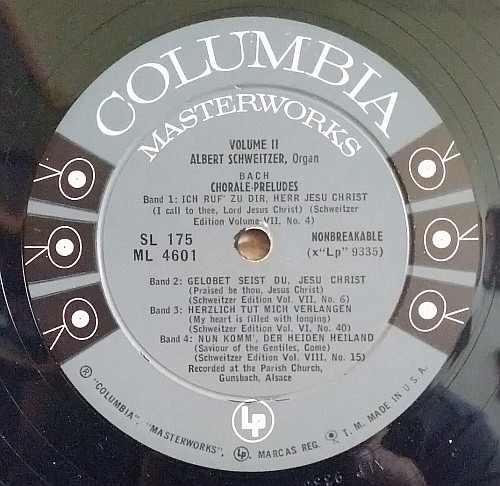 COLUMBIA
MASTERWORKS
VOLUME II
ALBERT SCHWEITZER, Organ
BACH
CHORALE-PRELUDES
Band 1: ICH RUF' ZU DIR, HERR JESU CHRIST
(I call to thee, Lord Jesus Christ) (Schweitzer
Edition Volume VII, No. 4)
SL 175
ML 4601
NONBREAKABLE
(x"Lp" 9335)
Band 2: GELOBET SEIST DU, JESU CHRIST
(Praised be thou, Jesus Christ)
(Schweitzer Edition Vol. VII, No. 6)
Band 3: HERZLICH TUT MICH VERLANGEN
(My heart is filled with longing)
(Schweitzer Edition Vol. VI, No. 40)
Band 4: NUN KOMM', DER HEIDEN HEILAND
(Saviour of the Gentiles, Come)
(Schweitzer Edition Vol. VIII, No. 15)
Recorded at the Parish Church,
Gunsbach, Alsace
® "COLUMBIA", "MASTERWORKS", Lp MARCAS REG. T. M. MADE IN U.S.A.